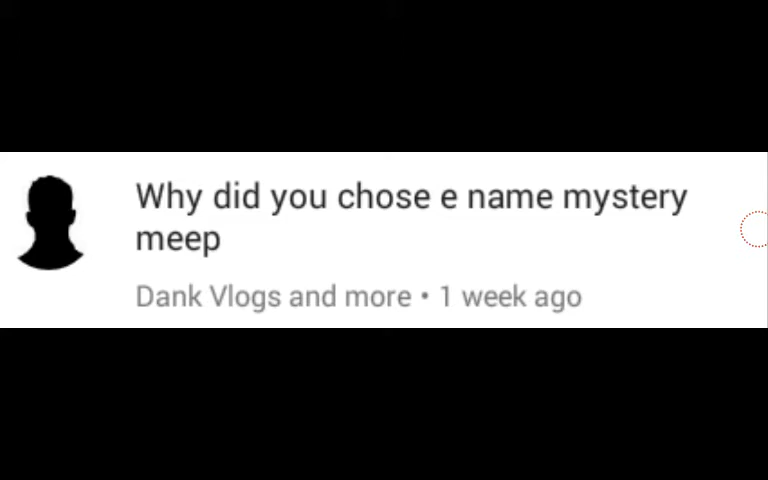 Why did you chose e name mystery
meep
Dank Vlogs and more • 1 week ago